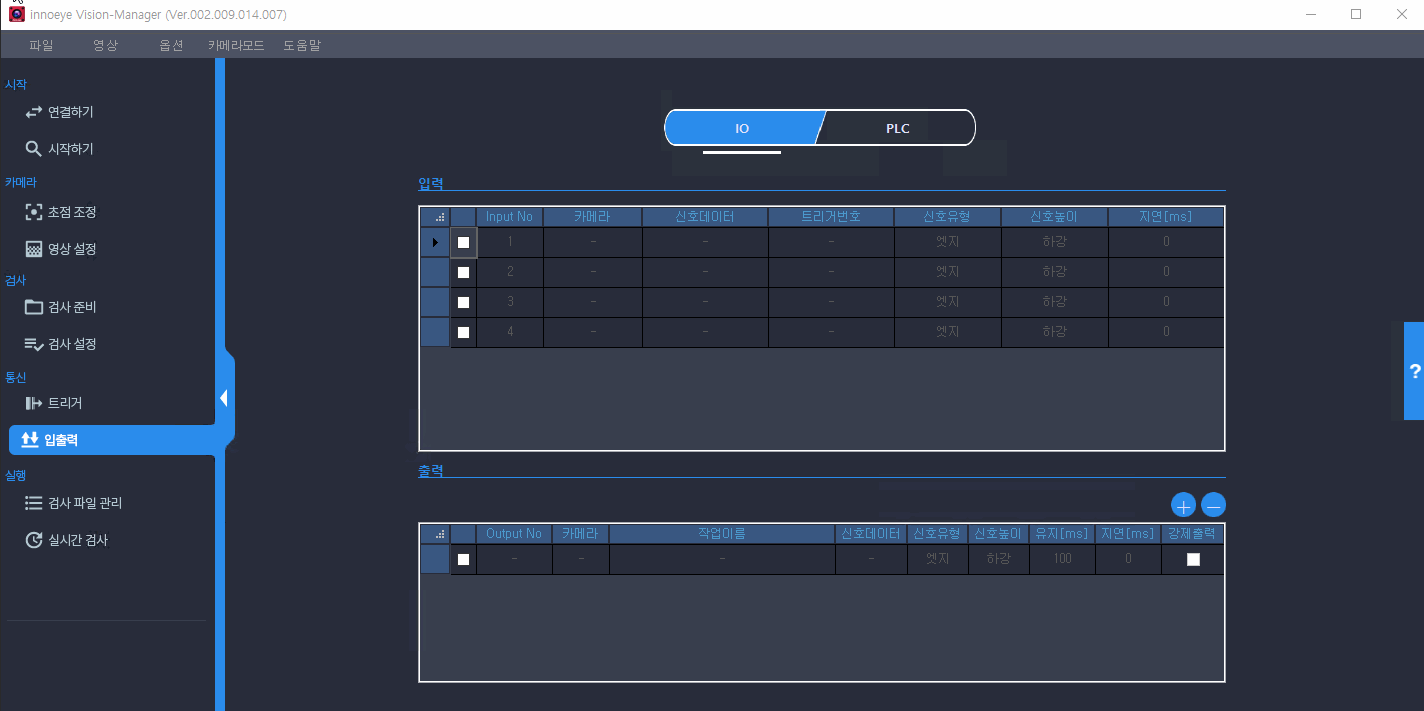 innoeye Vision-Manager (Ver.002.009.014.007)
파일 영상 옵션 카메라모드 도움말
시작
연결하기
시작하기
카메라
초점 조정
영상 설정
검사
검사 준비
검사 설정
통신
트리거
입출력
실행
검사 파일 관리
실시간 검사
IO PLC
입력
Input No 카메라 신호데이터 트리거번호 신호유형 신호높이 지연[ms]
1 - - - 엣지 하강 0
2 - - - 엣지 하강 0
3 - - - 엣지 하강 0
4 - - - 엣지 하강 0
출력
Output No 카메라 작업이름 신호데이터 신호유형 신호높이 유지[ms] 지연[ms] 강제출력
- - - - 엣지 하강 100 0
?